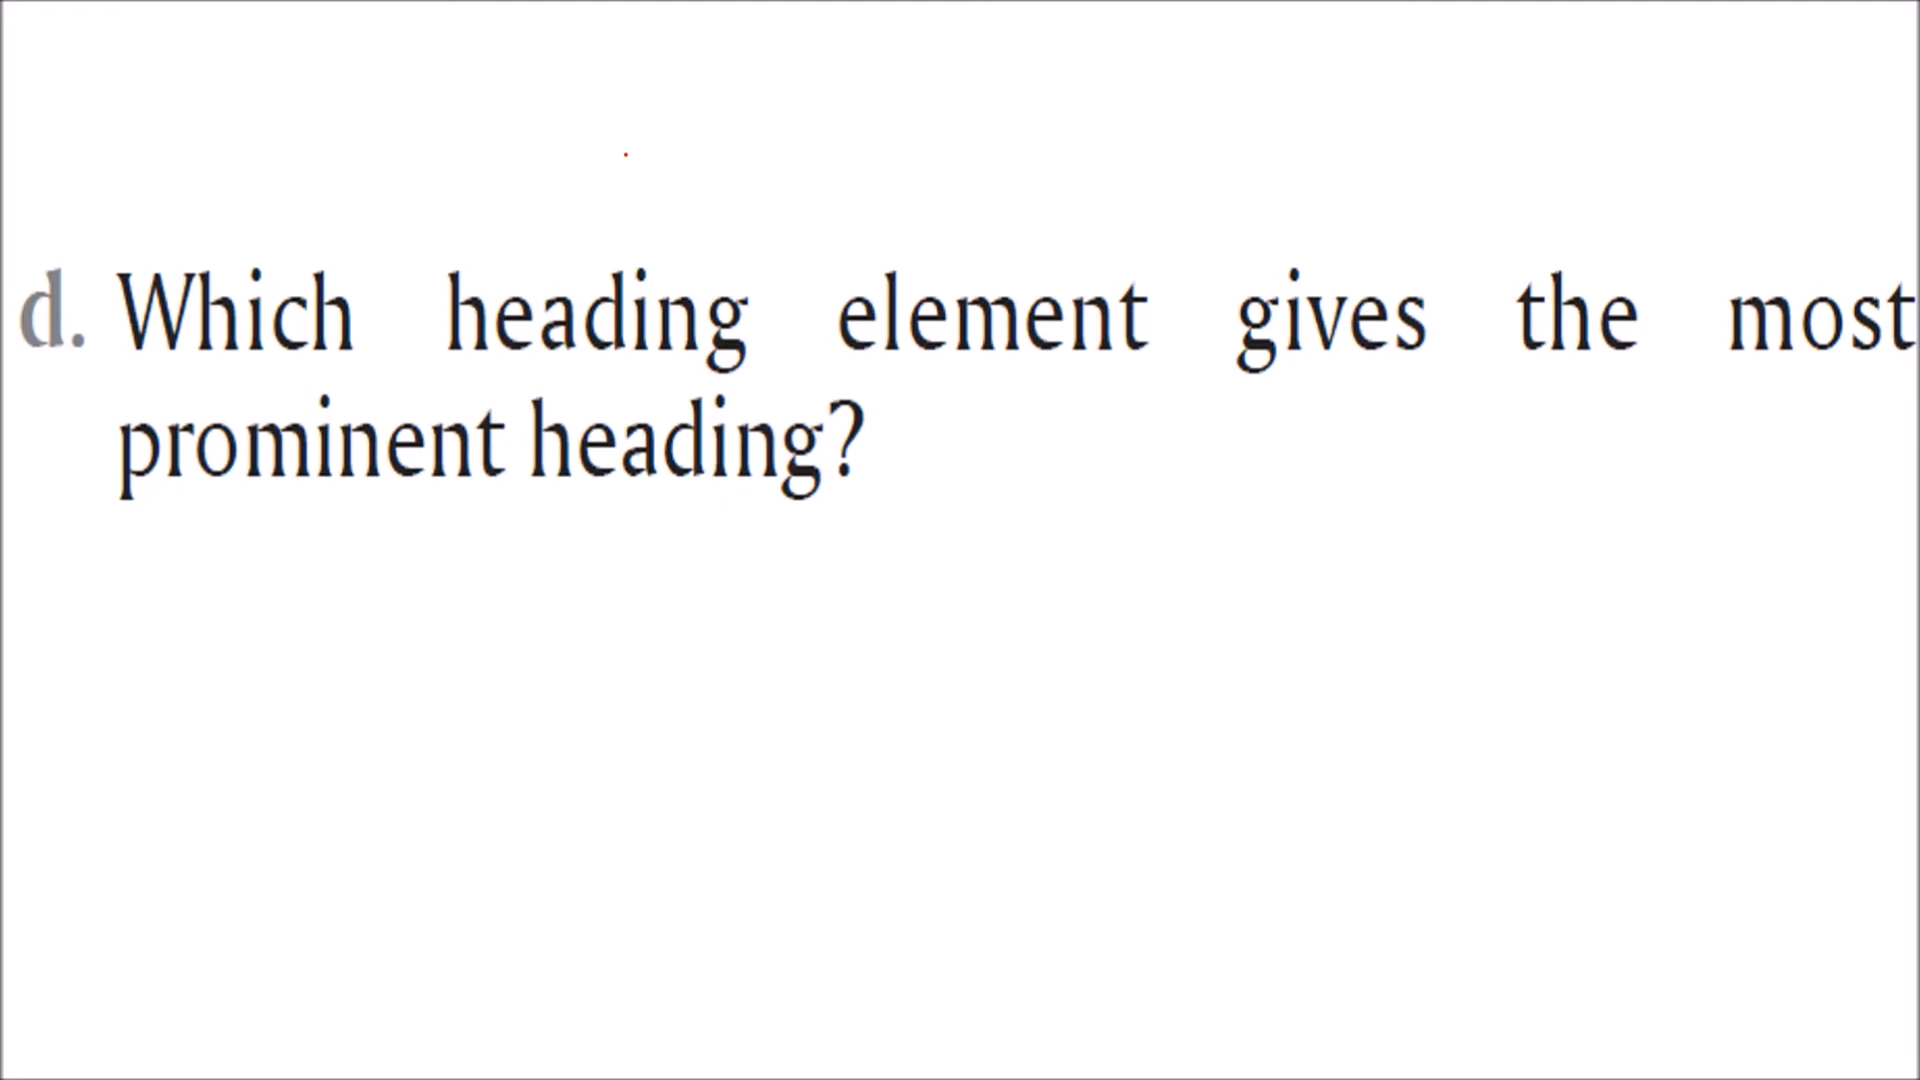 d. Which heading element gives the most
prominent heading?